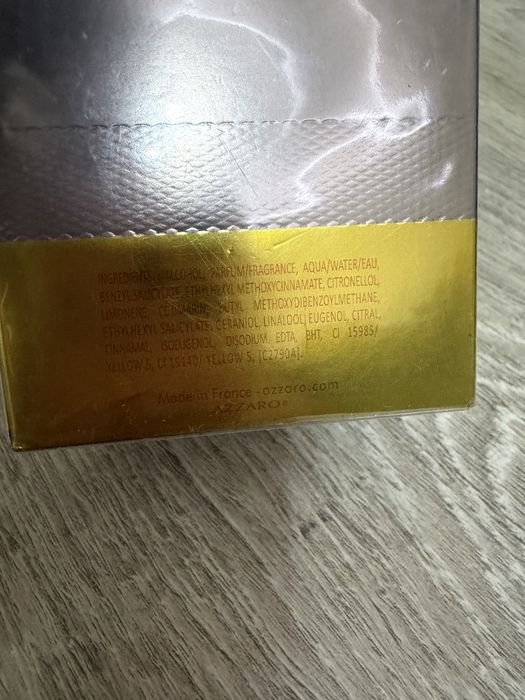 INGREDIENTS : ALCOHOL, PARFUM/FRAGRANCE, AQUA/WATER/EAU,
BENZYL SALICYLATE, ETHYLHEXYL METHOXYCINNAMATE, CITRONELLOL,
LIMONENE, COUMARIN, BUTYL METHOXYDIBENZOYLMETHANE,
ETHYLHEXYL SALICYLATE, GERANIOL, LINALOOL, EUGENOL, CITRAL,
CINNAMAL, ISOEUGENOL, DISODIUM EDTA, BHT, CI 15985/
YELLOW 6, CI 19140/ YELLOW 5, [C2790A].
Made in France - azzaro.com
AZZARO®